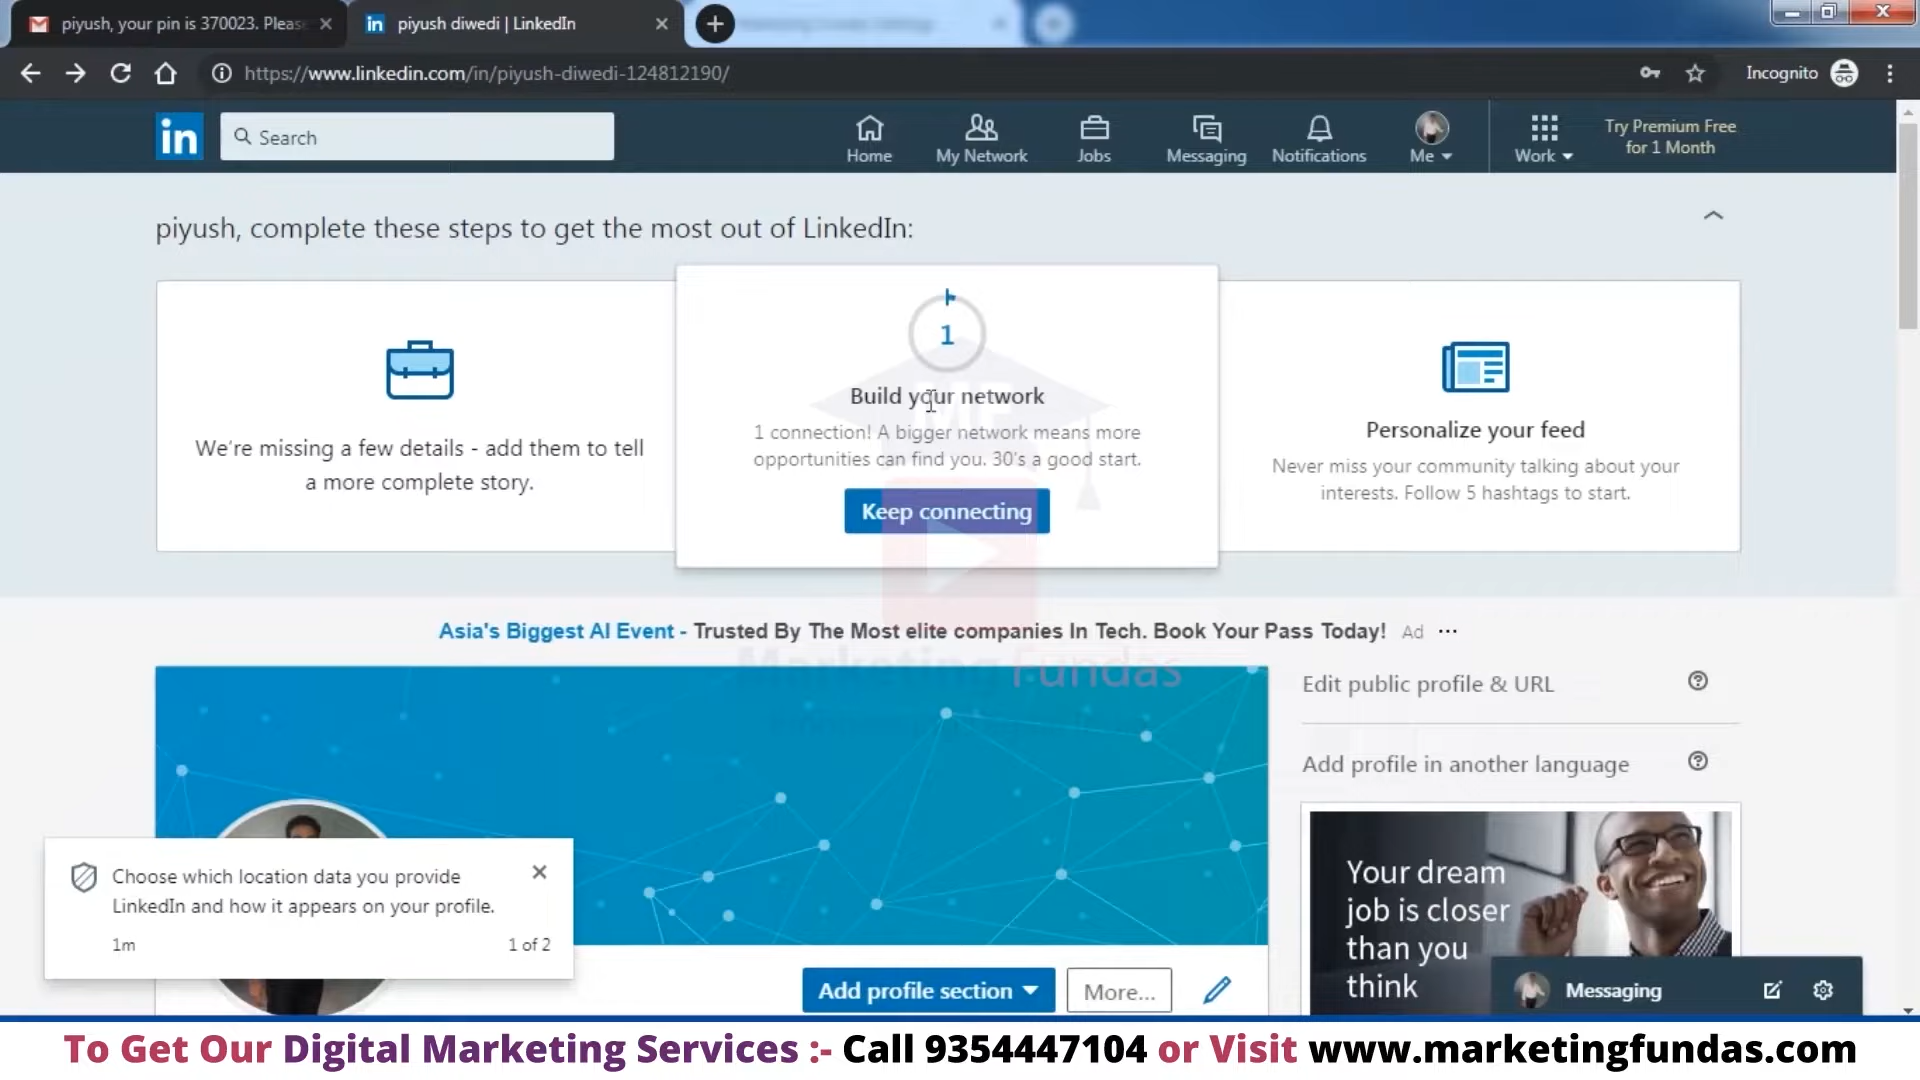 piyush, your pin is 370023. Pleas
piyush diwedi | LinkedIn
https://www.linkedin.com/in/piyush-diwedi-124812190/
Incognito
in
Search
Home
My Network
Jobs
Messaging
Notifications
Me
Work
Try Premium Free
for 1 Month
piyush, complete these steps to get the most out of LinkedIn:
We're missing a few details - add them to tell
a more complete story.
1
Build your network
1 connection! A bigger network means more
opportunities can find you. 30's a good start.
Keep connecting
Personalize your feed
Never miss your community talking about your
interests. Follow 5 hashtags to start.
MF
Asia's Biggest AI Event - Trusted By The Most elite companies In Tech. Book Your Pass Today! Ad
Marketing Fundas
Edit public profile & URL
Add profile in another language
Choose which location data you provide
LinkedIn and how it appears on your profile.
1m
1 of 2
Add profile section
More...
Your dream
job is closer
than you
think
Messaging
To Get Our Digital Marketing Services :- Call 9354447104 or Visit www.marketingfundas.com